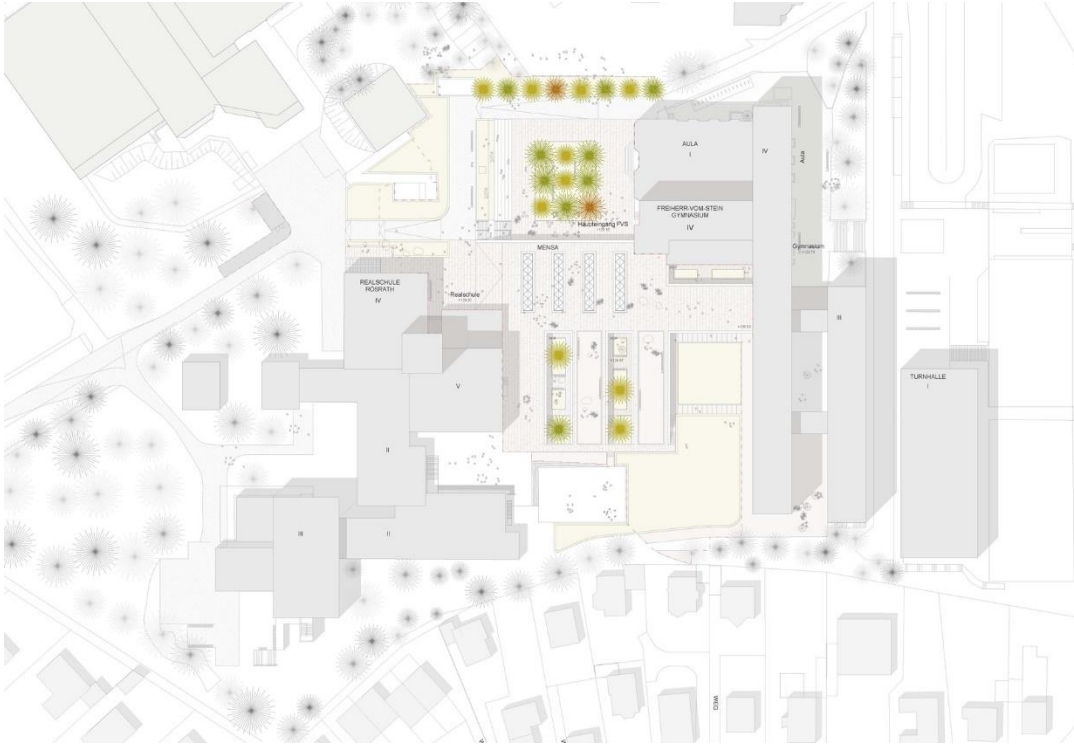 AULA
I
IV
Aula
FREIHERR-VOM-STEIN
GYMNASIUM
IV
Haupteingang FVS
MENSA
Gymnasium
REALSCHULE
RÖSRATH
IV
Realschule
III
V
TURNHALLE
I
II
III
II
WEG